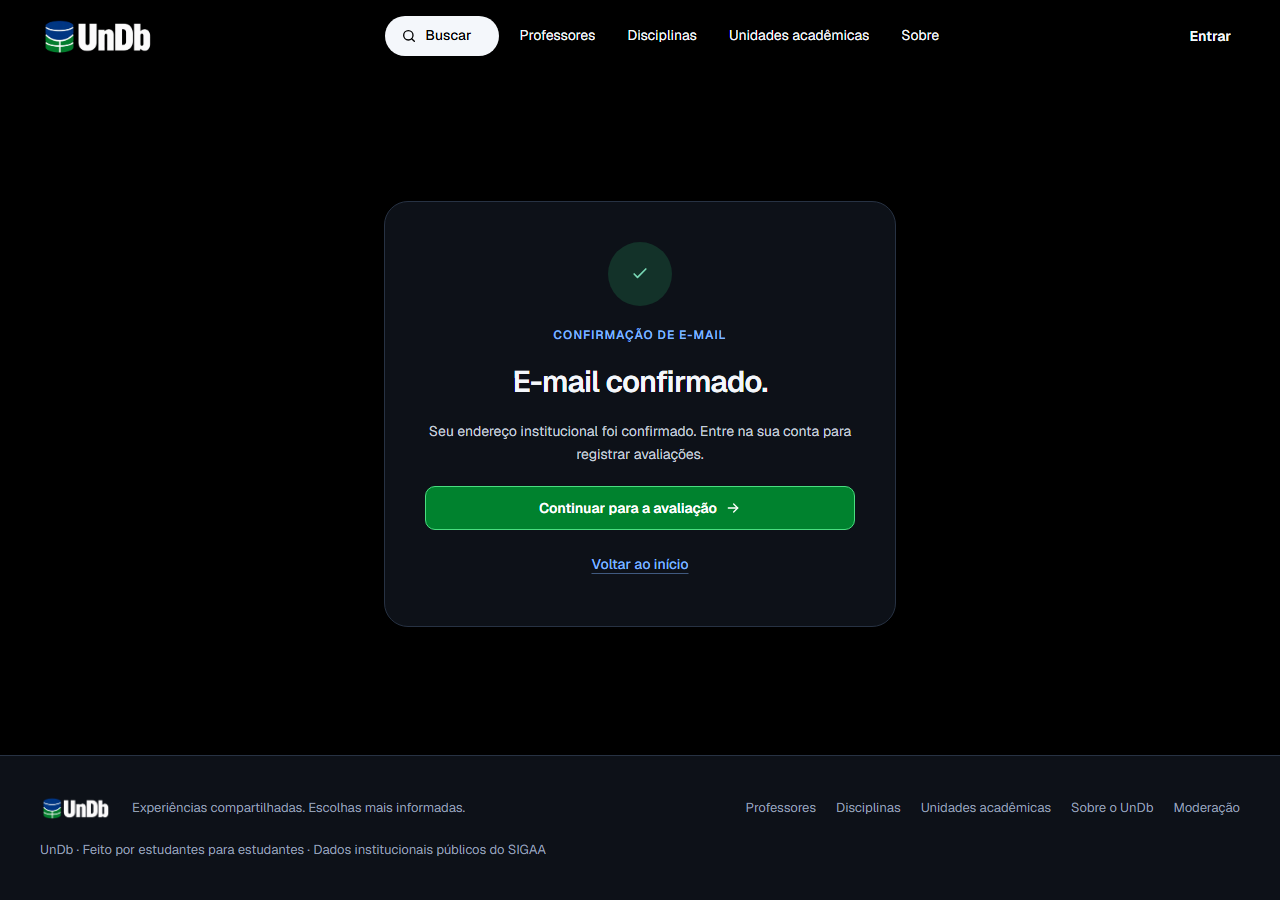 UnDb
Buscar
Professores
Disciplinas
Unidades acadêmicas
Sobre
Entrar
CONFIRMAÇÃO DE E-MAIL
E-mail confirmado.
Seu endereço institucional foi confirmado. Entre na sua conta para
registrar avaliações.
Continuar para a avaliação
Voltar ao início
UnDb
Experiências compartilhadas. Escolhas mais informadas.
Professores
Disciplinas
Unidades acadêmicas
Sobre o UnDb
Moderação
UnDb · Feito por estudantes para estudantes · Dados institucionais públicos do SIGAA